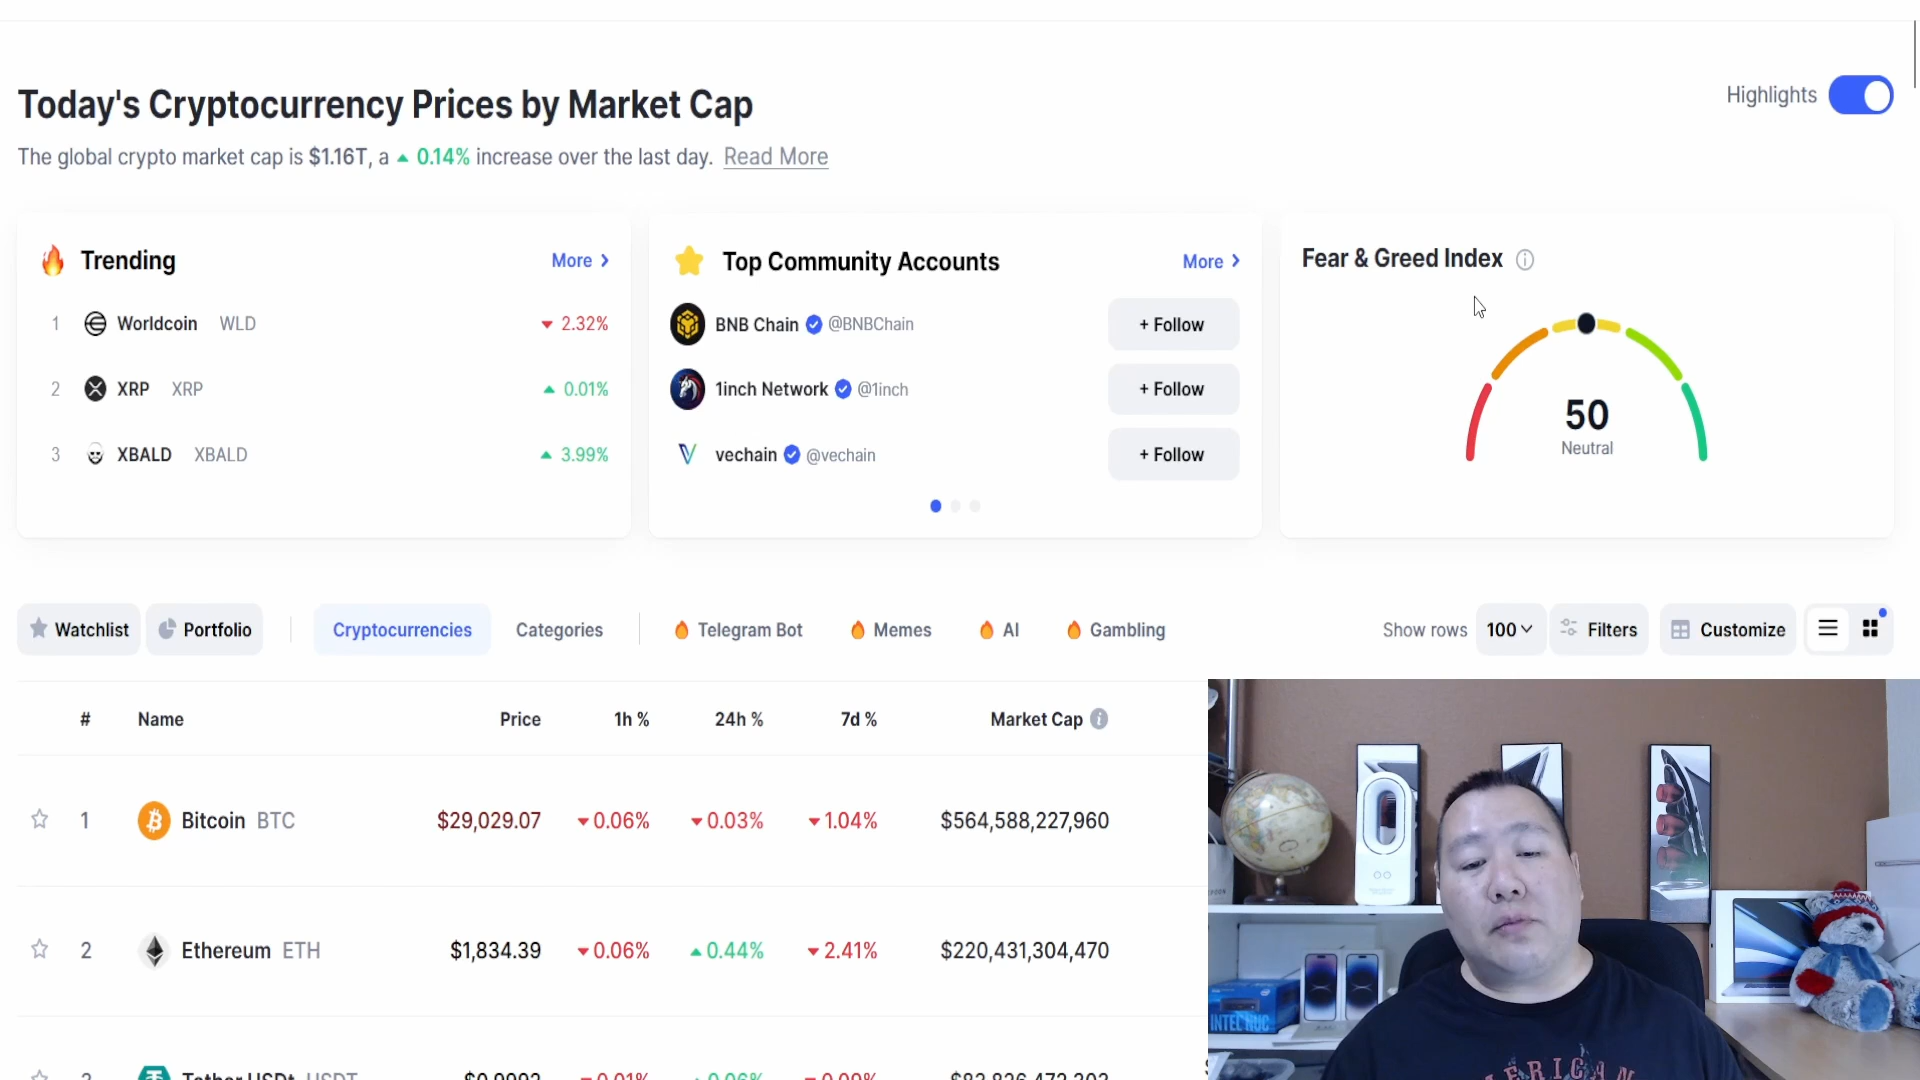 Today's Cryptocurrency Prices by Market Cap
Highlights
The global crypto market cap is $1.16T, a 0.14% increase over the last day. Read More
Trending
More
1 Worldcoin WLD 2.32%
2 XRP XRP 0.01%
3 XBALD XBALD 3.99%
Top Community Accounts
More
BNB Chain @BNBChain + Follow
1inch Network @1inch + Follow
vechain @vechain + Follow
Fear & Greed Index
50
Neutral
Watchlist Portfolio Cryptocurrencies Categories Telegram Bot Memes AI Gambling Show rows 100 Filters Customize
# Name Price 1h % 24h % 7d % Market Cap
1 Bitcoin BTC $29,029.07 0.06% 0.03% 1.04% $564,588,227,960
2 Ethereum ETH $1,834.39 0.06% 0.44% 2.41% $220,431,304,470
Tether USDt USDT
INTEL NUC